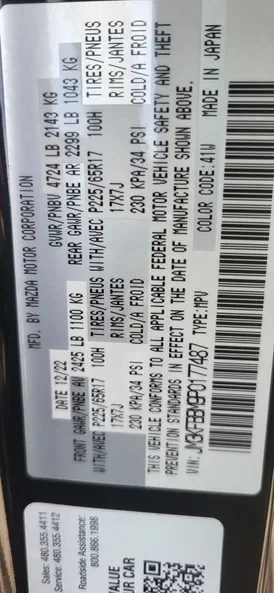 MFD. BY MAZDA MOTOR CORPORATION
DATE 12/22 GVWR/PNBV 4724 LB 2143 KG
FRONT GAWR/PNBE AV 2425 LB 1100 KG REAR GAWR/PNBE AR 2299 LB 1043 KG
WITH/AVEC P225/65R17 100H TIRES/PNEUS WITH/AVEC P225/65R17 100H TIRES/PNEUS
17X7J RIMS/JANTES 17X7J RIMS/JANTES
230 KPA/34 PSI COLD/A FROID 230 KPA/34 PSI COLD/A FROID
THIS VEHICLE CONFORMS TO ALL APPLICABLE FEDERAL MOTOR VEHICLE SAFETY AND THEFT
PREVENTION STANDARDS IN EFFECT ON THE DATE OF MANUFACTURE SHOWN ABOVE.
VIN: TYPE:MPV COLOR CODE:41W MADE IN JAPAN
Sales: 480.355.4411
Service: 480.355.4412
Roadside Assistance:
800.866.1998
VALUE
UR CAR